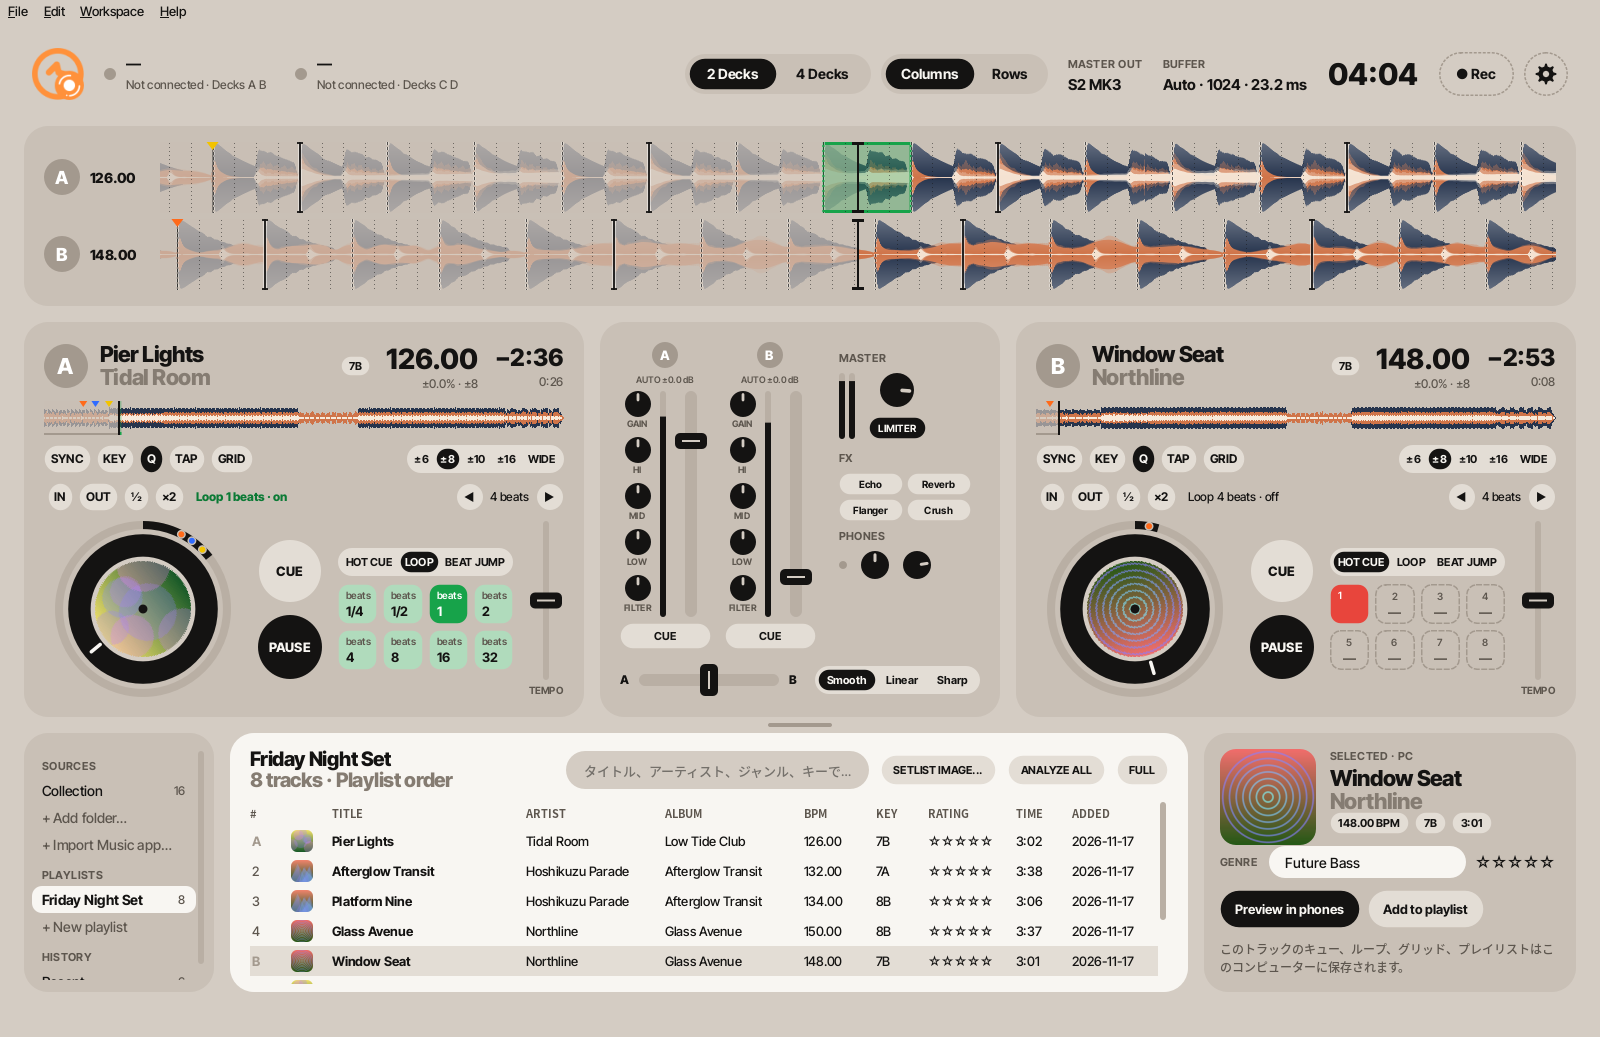 File Edit Workspace Help
—
Not connected · Decks A B
—
Not connected · Decks C D
2 Decks 4 Decks
Columns Rows
MASTER OUT
S2 MK3
BUFFER
Auto · 1024 · 23.2 ms
04:04
Rec
A 126.00
B 148.00
A
Pier Lights
Tidal Room
7B
126.00
±0.0% · ±8
−2:36
0:26
SYNC KEY Q TAP GRID
±6 ±8 ±10 ±16 WIDE
IN OUT ½ ×2 Loop 1 beats · on
4 beats
CUE
PAUSE
HOT CUE LOOP BEAT JUMP
beats 1/4
beats 1/2
beats 1
beats 2
beats 4
beats 8
beats 16
beats 32
TEMPO
A B
AUTO ±0.0 dB AUTO ±0.0 dB
GAIN GAIN
HI HI
MID MID
LOW LOW
FILTER FILTER
CUE CUE
MASTER
LIMITER
FX
Echo Reverb
Flanger Crush
PHONES
A B
Smooth Linear Sharp
B
Window Seat
Northline
7B
148.00
±0.0% · ±8
−2:53
0:08
SYNC KEY Q TAP GRID
±6 ±8 ±10 ±16 WIDE
IN OUT ½ ×2 Loop 4 beats · off
4 beats
CUE
PAUSE
HOT CUE LOOP BEAT JUMP
1
2 —
3 —
4 —
5 —
6 —
7 —
8 —
TEMPO
SOURCES
Collection 16
+ Add folder...
+ Import Music app...
PLAYLISTS
Friday Night Set 8
+ New playlist
HISTORY
Friday Night Set
8 tracks · Playlist order
タイトル、アーティスト、ジャンル、キーで...
SETLIST IMAGE... ANALYZE ALL FULL
# TITLE ARTIST ALBUM BPM KEY RATING TIME ADDED
A Pier Lights Tidal Room Low Tide Club 126.00 7B ☆☆☆☆☆ 3:02 2026-11-17
2 Afterglow Transit Hoshikuzu Parade Afterglow Transit 132.00 7A ☆☆☆☆☆ 3:38 2026-11-17
3 Platform Nine Hoshikuzu Parade Afterglow Transit 134.00 8B ☆☆☆☆☆ 3:06 2026-11-17
4 Glass Avenue Northline Glass Avenue 150.00 8B ☆☆☆☆☆ 3:37 2026-11-17
B Window Seat Northline Glass Avenue 148.00 7B ☆☆☆☆☆ 3:01 2026-11-17
SELECTED · PC
Window Seat
Northline
148.00 BPM 7B 3:01
GENRE Future Bass ☆☆☆☆☆
Preview in phones Add to playlist
このトラックのキュー、ループ、グリッド、プレイリストはこ
のコンピューターに保存されます。